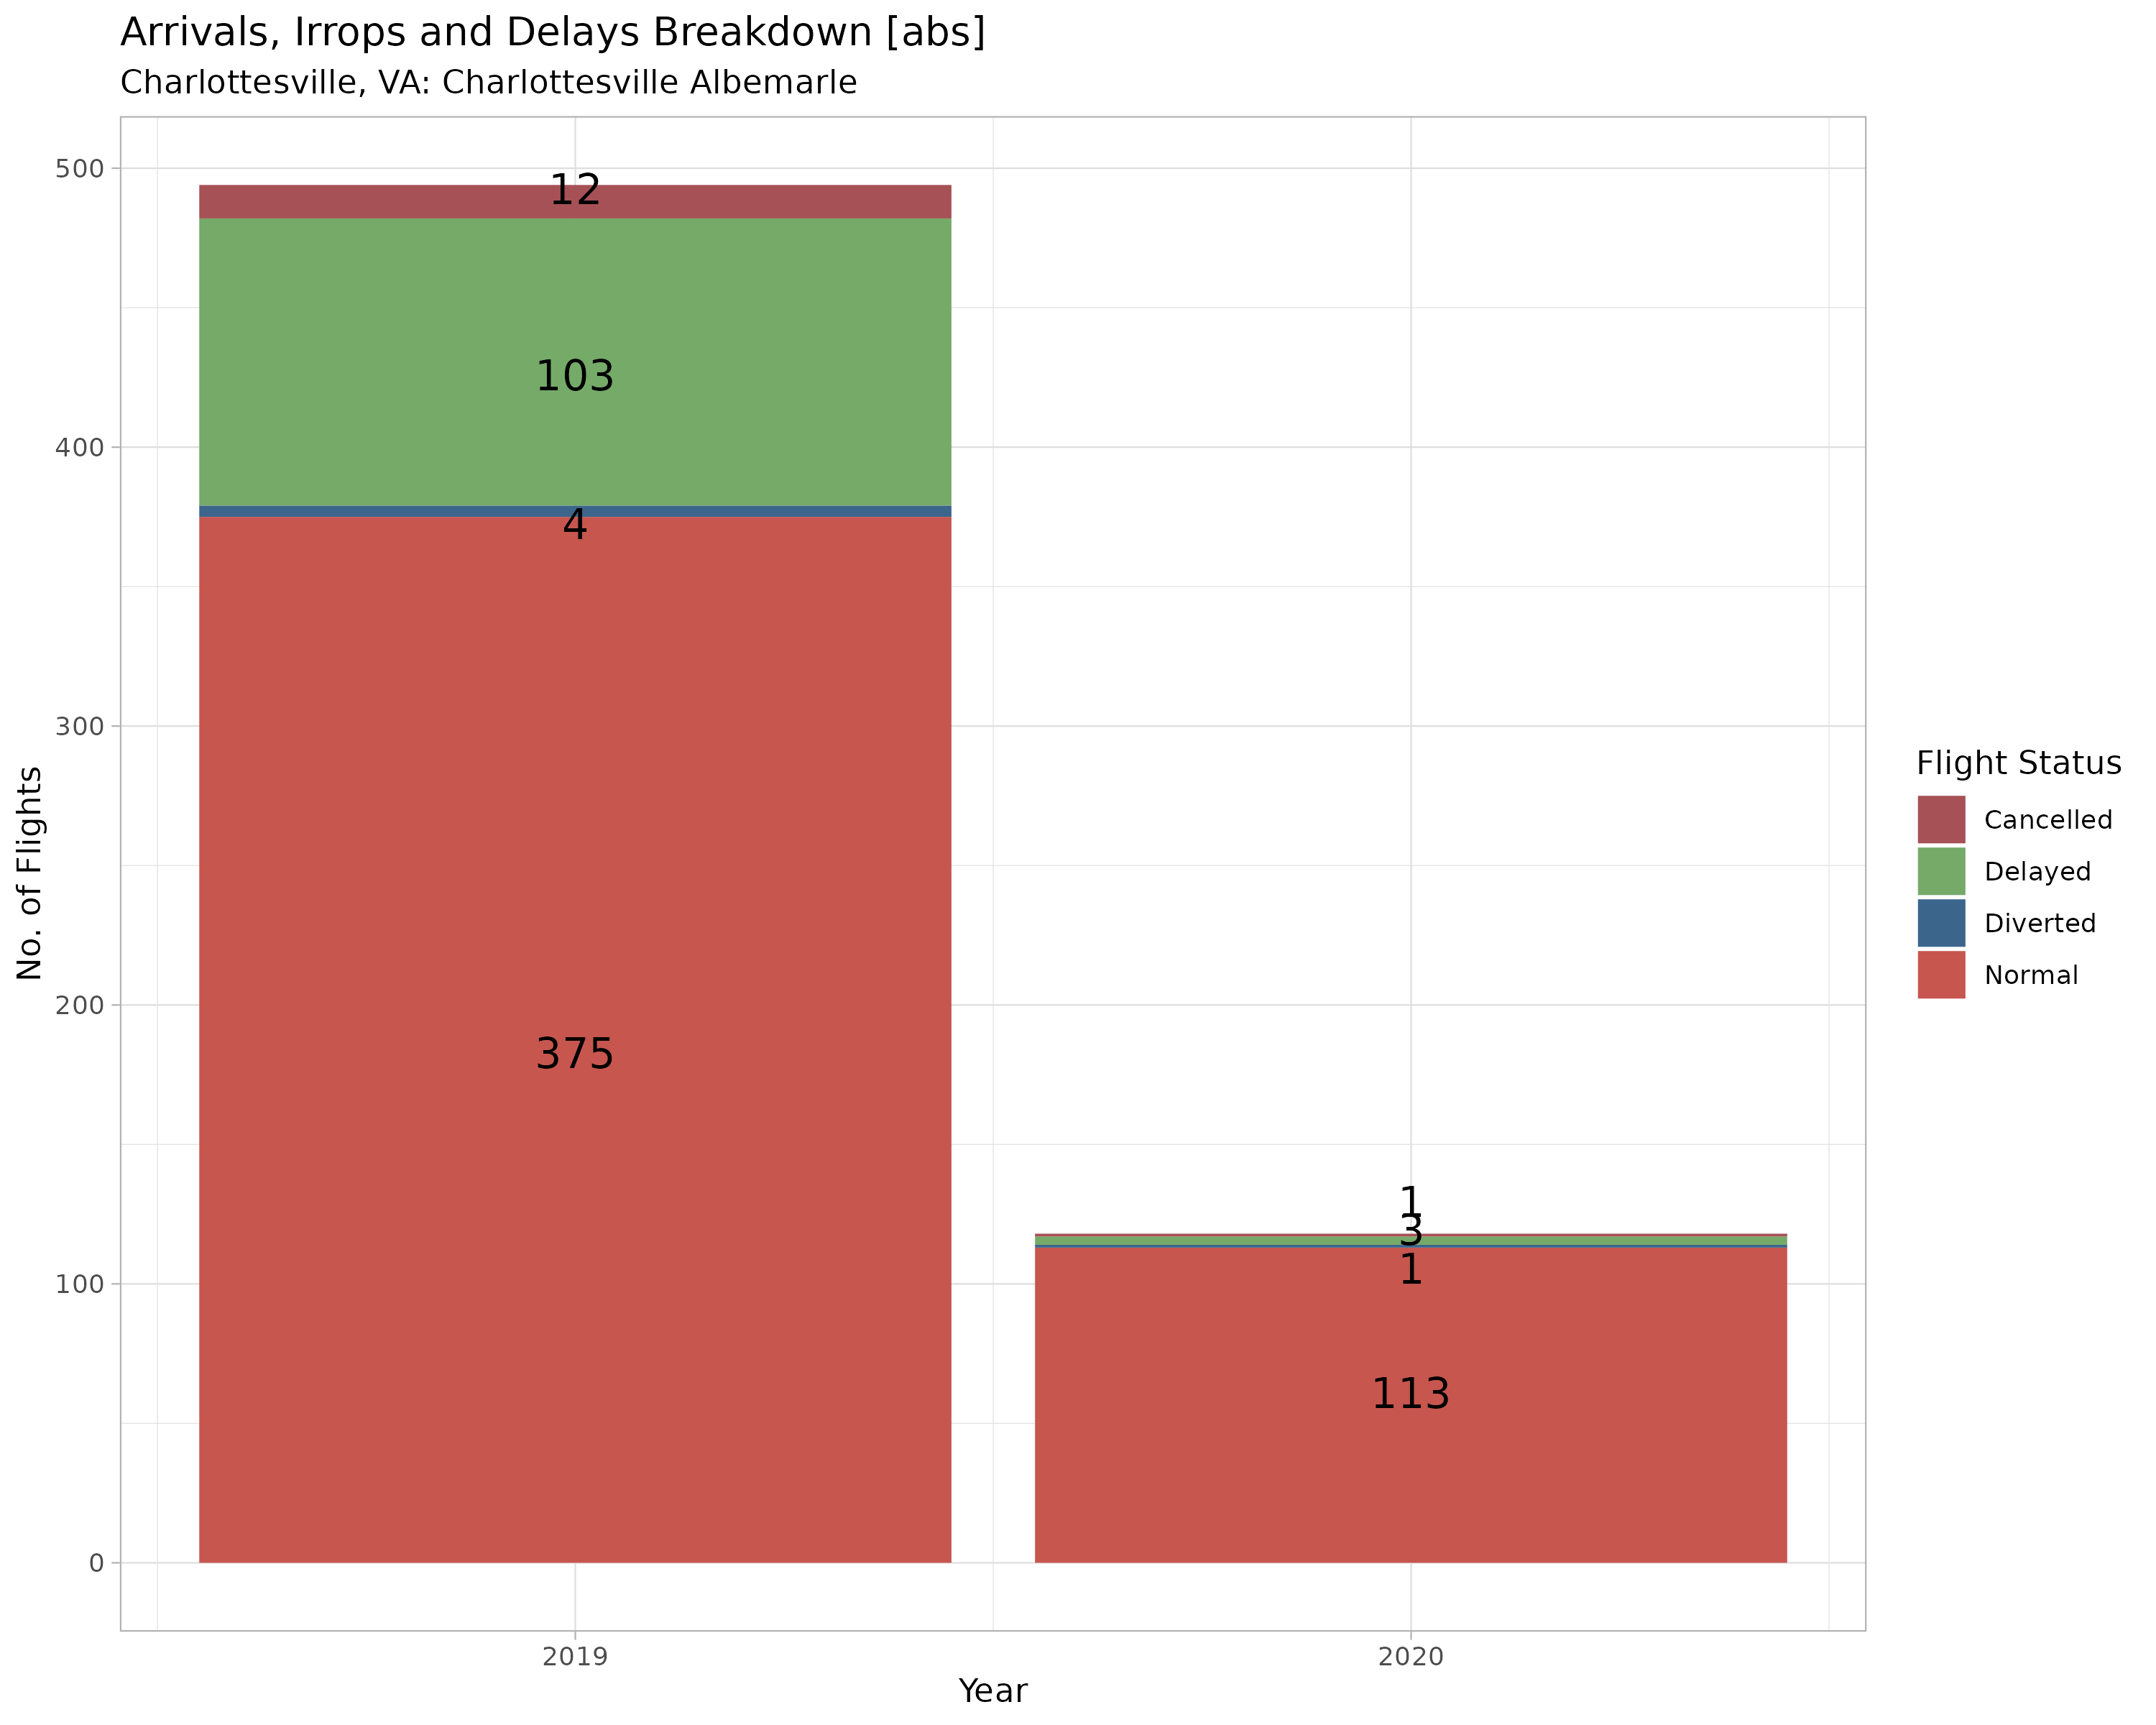 Arrivals, Irrops and Delays Breakdown [abs]
Charlottesville, VA: Charlottesville Albemarle
500
400
300
200
100
0
No. of Flights
12
103
4
375
1
3
1
113
2019
2020
Year
Flight Status
Cancelled
Delayed
Diverted
Normal